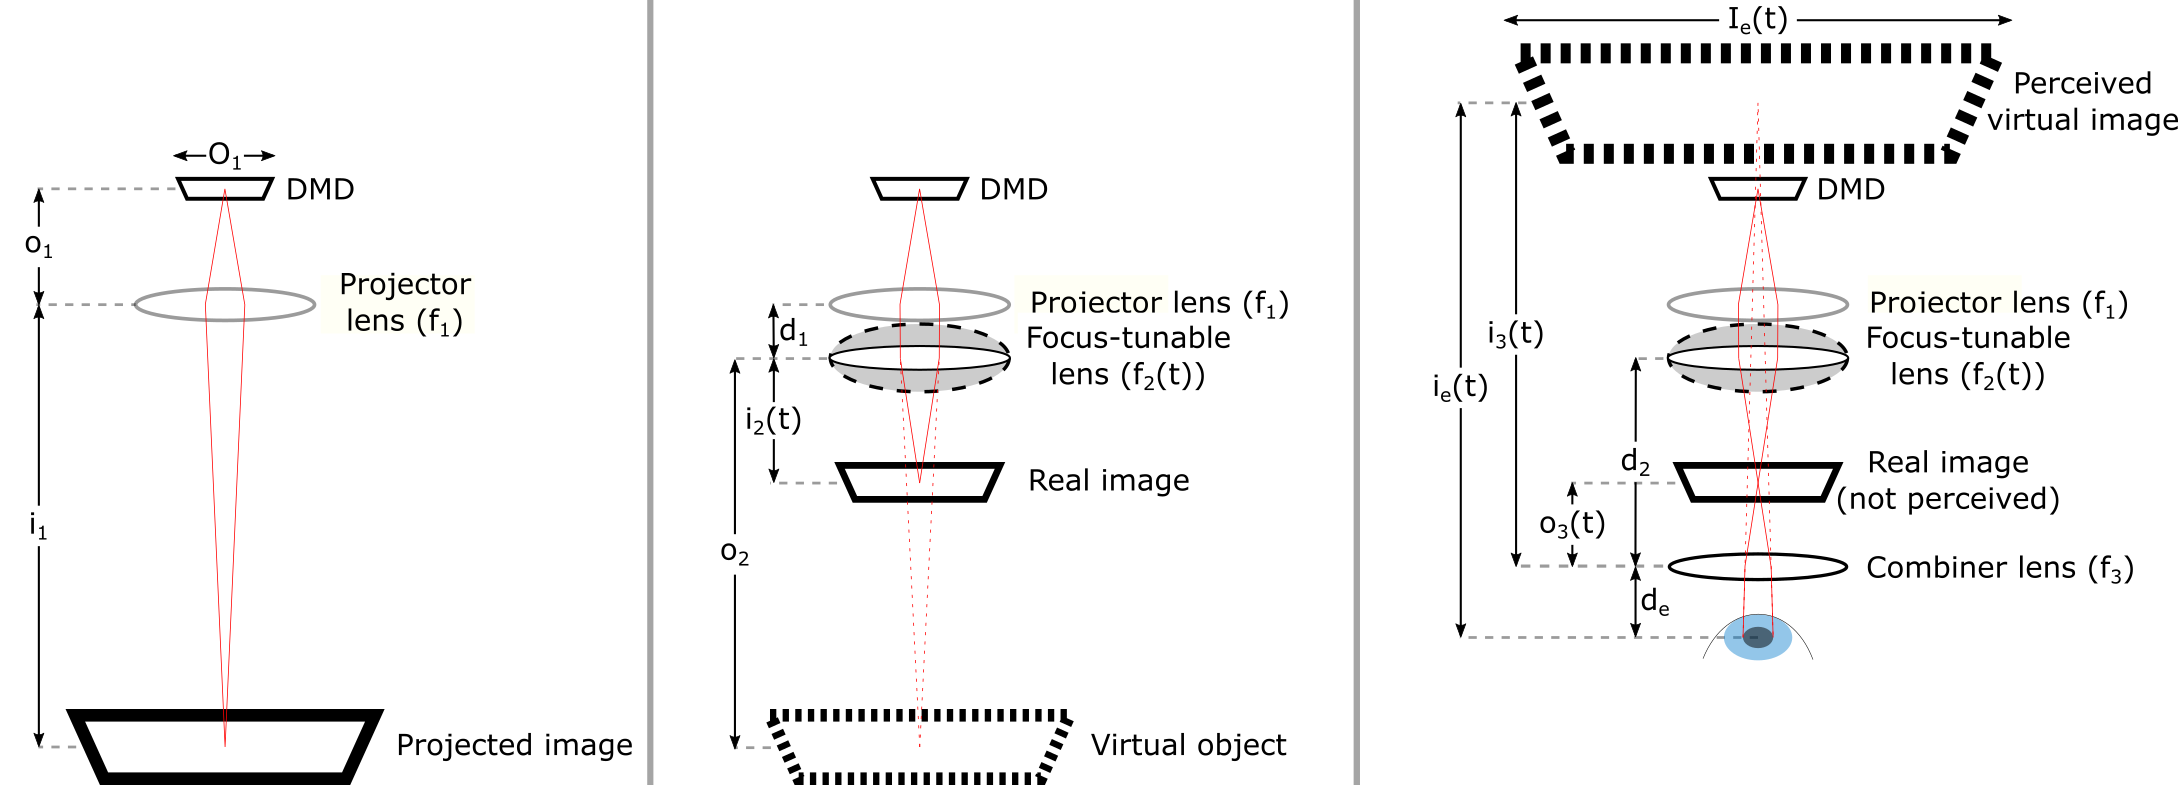 O₁
DMD
o₁
Projector
lens (f₁)
i₁
Projected image
DMD
Projector lens (f₁)
d₁
Focus-tunable
lens (f₂(t))
i₂(t)
Real image
o₂
Virtual object
Iₑ(t)
Perceived
virtual image
DMD
Projector lens (f₁)
i₃(t)
Focus-tunable
lens (f₂(t))
iₑ(t)
d₂
Real image
(not perceived)
o₃(t)
Combiner lens (f₃)
dₑ